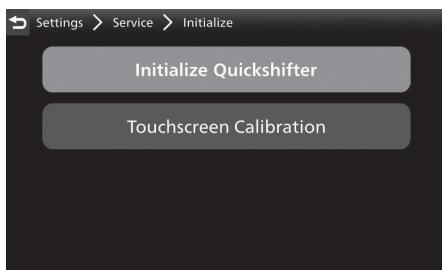 Settings > Service > Initialize
Initialize Quickshifter
Touchscreen Calibration